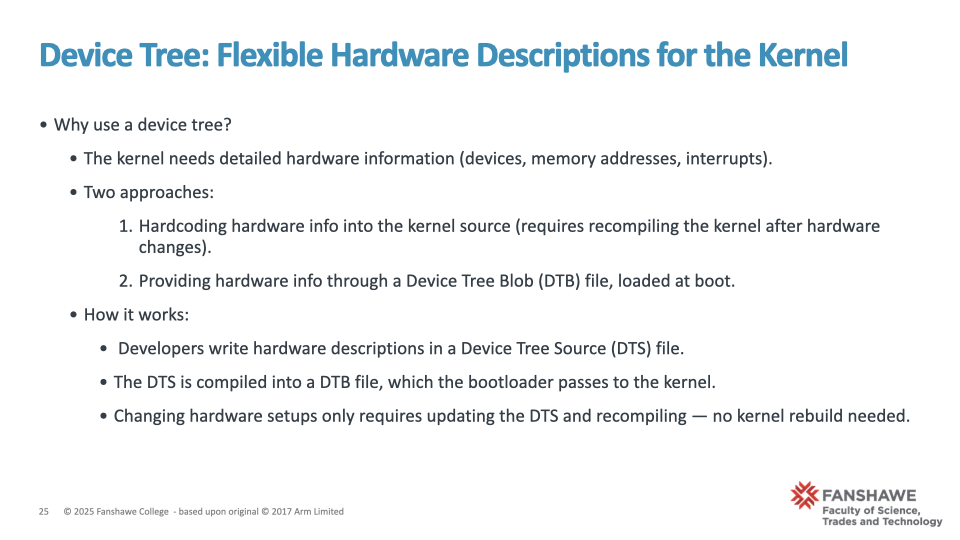 Device Tree: Flexible Hardware Descriptions for the Kernel
• Why use a device tree?
• The kernel needs detailed hardware information (devices, memory addresses, interrupts).
• Two approaches:
1. Hardcoding hardware info into the kernel source (requires recompiling the kernel after hardware
changes).
2. Providing hardware info through a Device Tree Blob (DTB) file, loaded at boot.
• How it works:
• Developers write hardware descriptions in a Device Tree Source (DTS) file.
• The DTS is compiled into a DTB file, which the bootloader passes to the kernel.
• Changing hardware setups only requires updating the DTS and recompiling — no kernel rebuild needed.
25 © 2025 Fanshawe College - based upon original © 2017 Arm Limited
FANSHAWE
Faculty of Science,
Trades and Technology